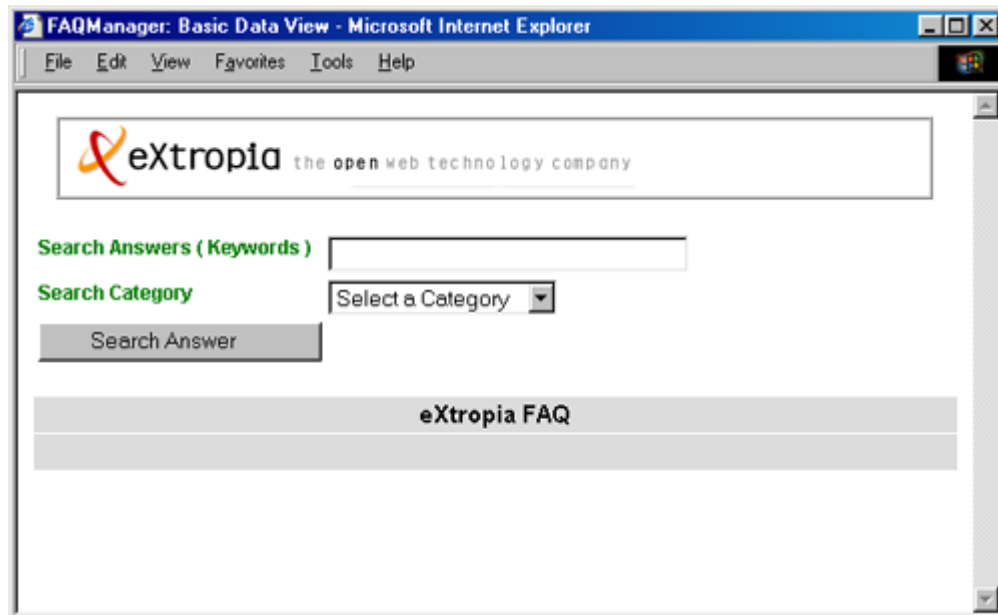 FAQManager: Basic Data View - Microsoft Internet Explorer
File Edit View Favorites Tools Help
eXtropia the open web technology company
Search Answers ( Keywords )
Search Category Select a Category
Search Answer
eXtropia FAQ